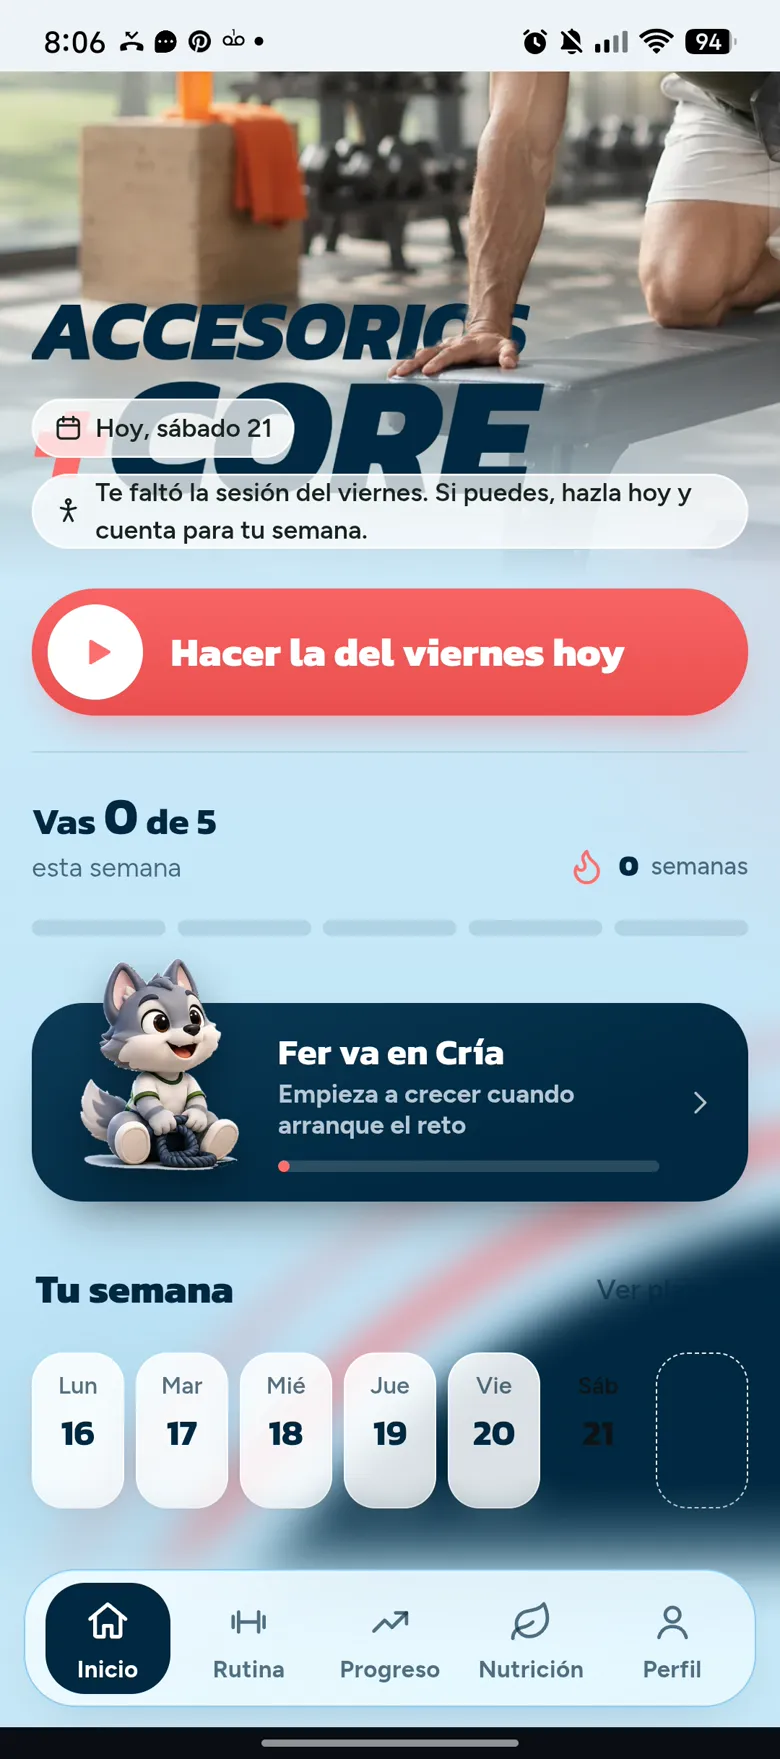 8:06
94
ACCESORIOS
+CORE
Hoy, sábado 21
Te faltó la sesión del viernes. Si puedes, hazla hoy y
cuenta para tu semana.
Hacer la del viernes hoy
Vas 0 de 5
esta semana
0 semanas
Fer va en Cría
Empieza a crecer cuando
arranque el reto
Tu semana
Ver
Lun
Mar
Mié
Jue
Vie
Sáb
16
17
18
19
20
21
Inicio
Rutina
Progreso
Nutrición
Perfil